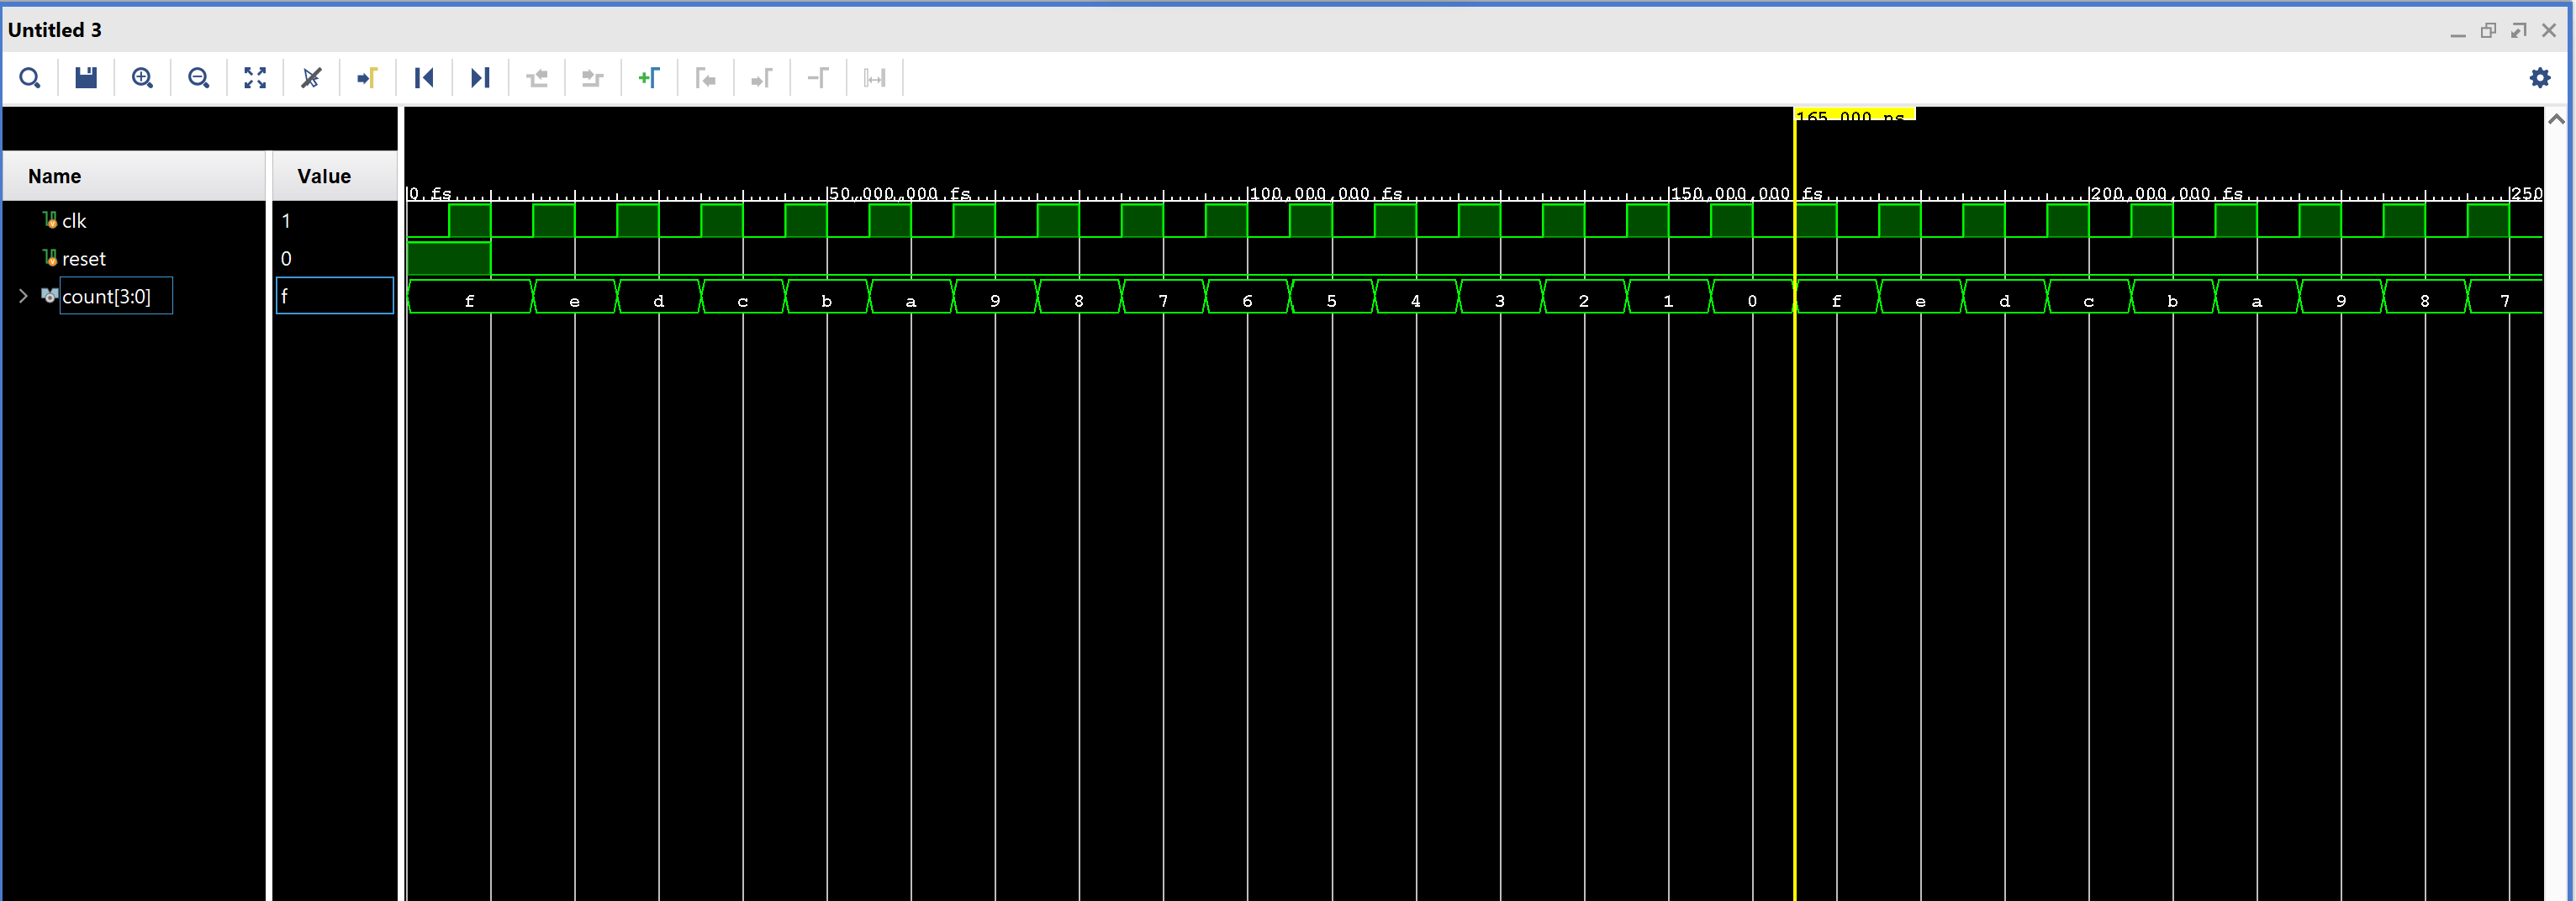 Untitled 3
165.000 ns
Name Value
0 fs 50,000,000 fs 100,000,000 fs 150,000,000 fs 200,000,000 fs 250
clk 1
reset 0
count[3:0] f f e d c b a 9 8 7 6 5 4 3 2 1 0 f e d c b a 9 8 7